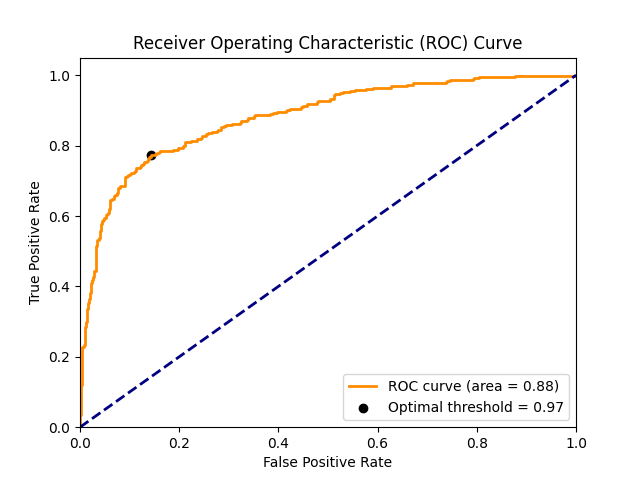 Receiver Operating Characteristic (ROC) Curve
1.0
0.8
0.6
0.4
0.2
0.0
True Positive Rate
ROC curve (area = 0.88)
Optimal threshold = 0.97
0.0 0.2 0.4 0.6 0.8 1.0
False Positive Rate